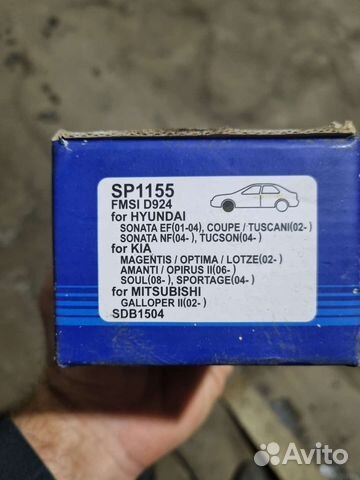 SP1155
FMSI D924
for HYUNDAI
SONATA EF(01-04), COUPE / TUSCANI(02- )
SONATA NF(04- ), TUCSON(04- )
for KIA
MAGENTIS / OPTIMA / LOTZE(02- )
AMANTI / OPIRUS II(06- )
SOUL(08- ), SPORTAGE(04- )
for MITSUBISHI
GALLOPER II(02- )
SDB1504
Avito